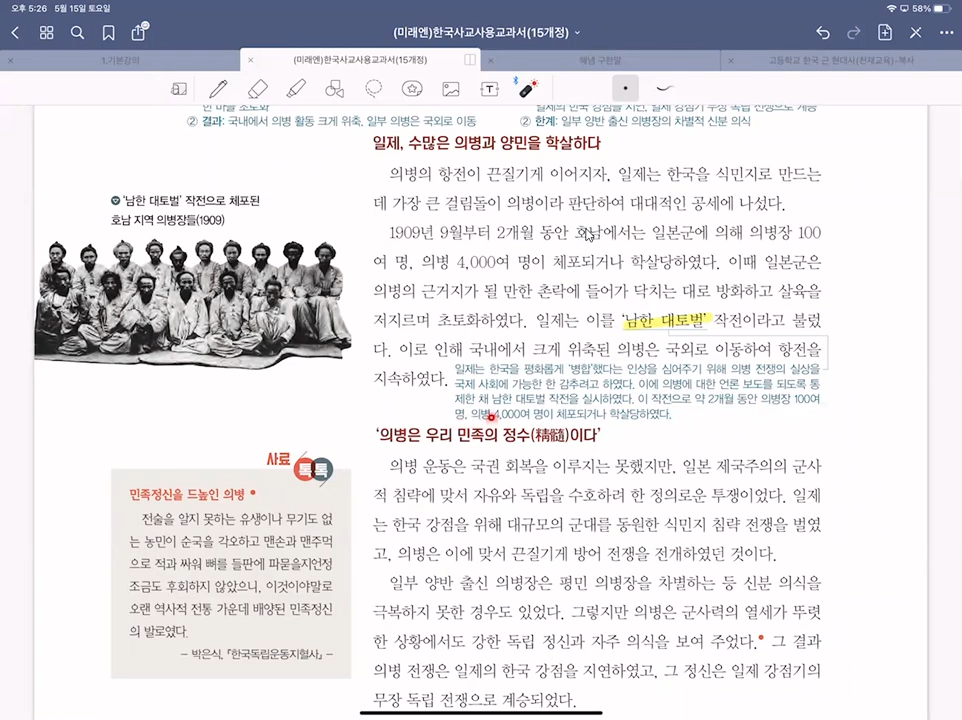 오후 5:26 5월 15일 토요일
58%
(미래엔)한국사교사용교과서(15개정)
1.기본강의
(미래엔)한국사교사용교과서(15개정)
해냄 구한말
고등학교 한국 근 현대사(천재교육)-복사
한 마을 초토화
② 결과: 국내에서 의병 활동 크게 위축, 일부 의병은 국외로 이동
일제의 한국 강점을 지연, 일제 강점기 무장 독립 전쟁으로 계승
② 한계: 일부 양반 출신 의병장의 차별적 신분 의식
일제, 수많은 의병과 양민을 학살하다
의병의 항전이 끈질기게 이어지자, 일제는 한국을 식민지로 만드는
데 가장 큰 걸림돌이 의병이라 판단하여 대대적인 공세에 나섰다.
1909년 9월부터 2개월 동안 호남에서는 일본군에 의해 의병장 100
여 명, 의병 4,000여 명이 체포되거나 학살당하였다. 이때 일본군은
의병의 근거지가 될 만한 촌락에 들어가 닥치는 대로 방화하고 살육을
저지르며 초토화하였다. 일제는 이를 ‘남한 대토벌’ 작전이라고 불렀
다. 이로 인해 국내에서 크게 위축된 의병은 국외로 이동하여 항전을
지속하였다.
일제는 한국을 평화롭게 ‘병합’했다는 인상을 심어주기 위해 의병 전쟁의 실상을
국제 사회에 가능한 한 감추려고 하였다. 이에 의병에 대한 언론 보도를 되도록 통
제한 채 남한 대토벌 작전을 실시하였다. 이 작전으로 약 2개월 동안 의병장 100여
명, 의병 4,000여 명이 체포되거나 학살당하였다.
‘남한 대토벌’ 작전으로 체포된
호남 지역 의병장들(1909)
‘의병은 우리 민족의 정수(精髓)이다’
의병 운동은 국권 회복을 이루지는 못했지만, 일본 제국주의의 군사
적 침략에 맞서 자유와 독립을 수호하려 한 정의로운 투쟁이었다. 일제
는 한국 강점을 위해 대규모의 군대를 동원한 식민지 침략 전쟁을 벌였
고, 의병은 이에 맞서 끈질기게 방어 전쟁을 전개하였던 것이다.
일부 양반 출신 의병장은 평민 의병장을 차별하는 등 신분 의식을
극복하지 못한 경우도 있었다. 그렇지만 의병은 군사력의 열세가 뚜렷
한 상황에서도 강한 독립 정신과 자주 의식을 보여 주었다. 그 결과
의병 전쟁은 일제의 한국 강점을 지연하였고, 그 정신은 일제 강점기의
무장 독립 전쟁으로 계승되었다.
사료 톡톡
민족정신을 드높인 의병
전술을 알지 못하는 유생이나 무기도 없
는 농민이 순국을 각오하고 맨손과 맨주먹
으로 적과 싸워 뼈를 들판에 파묻을지언정
조금도 후회하지 않았으니, 이것이야말로
오랜 역사적 전통 가운데 배양된 민족정신
의 발로였다.
– 박은식, 『한국독립운동지혈사』 –